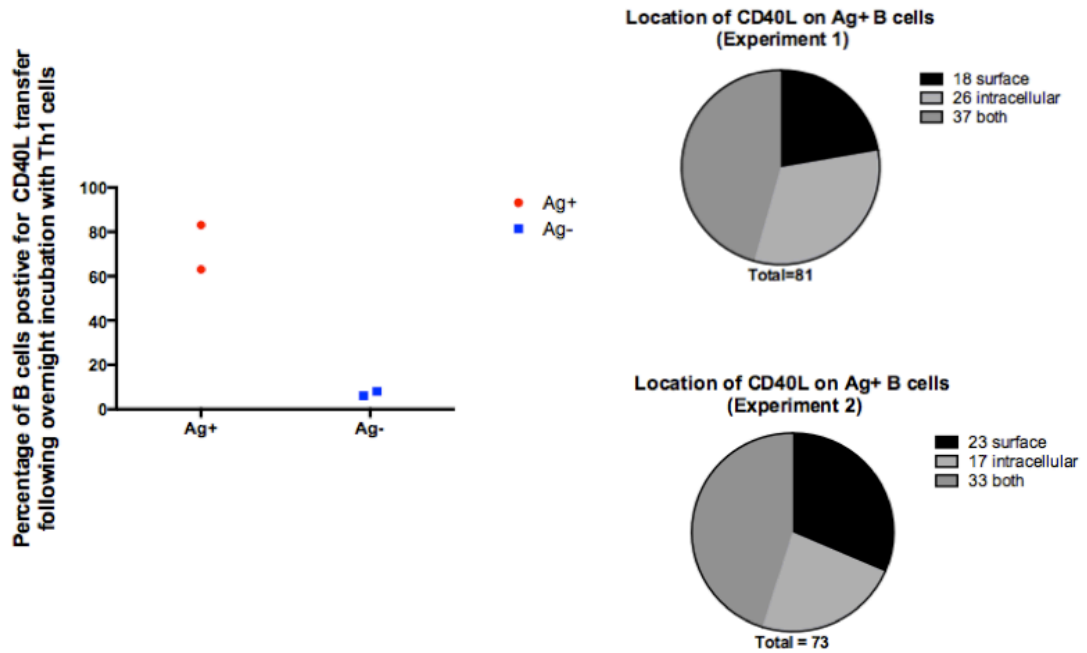 Percentage of B cells postive for CD40L transfer
following overnight incubation with Th1 cells
100
80
60
40
20
0
Ag+
Ag-
Ag+
Ag-
Location of CD40L on Ag+ B cells
(Experiment 1)
18 surface
26 intracellular
37 both
Total=81
Location of CD40L on Ag+ B cells
(Experiment 2)
23 surface
17 intracellular
33 both
Total = 73